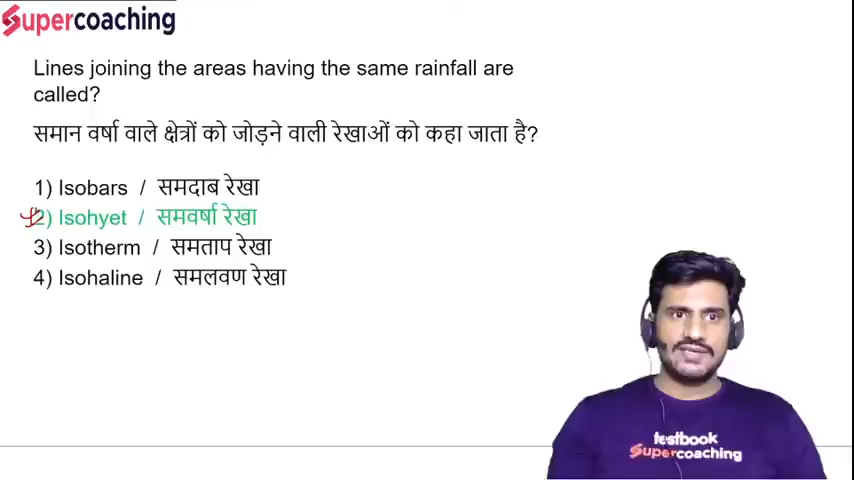 Supercoaching
Lines joining the areas having the same rainfall are
called?
समान वर्षा वाले क्षेत्रों को जोड़ने वाली रेखाओं को कहा जाता है?
1) Isobars / समदाब रेखा
2) Isohyet / समवर्षा रेखा
3) Isotherm / समताप रेखा
4) Isohaline / समलवण रेखा
testbook
Supercoaching